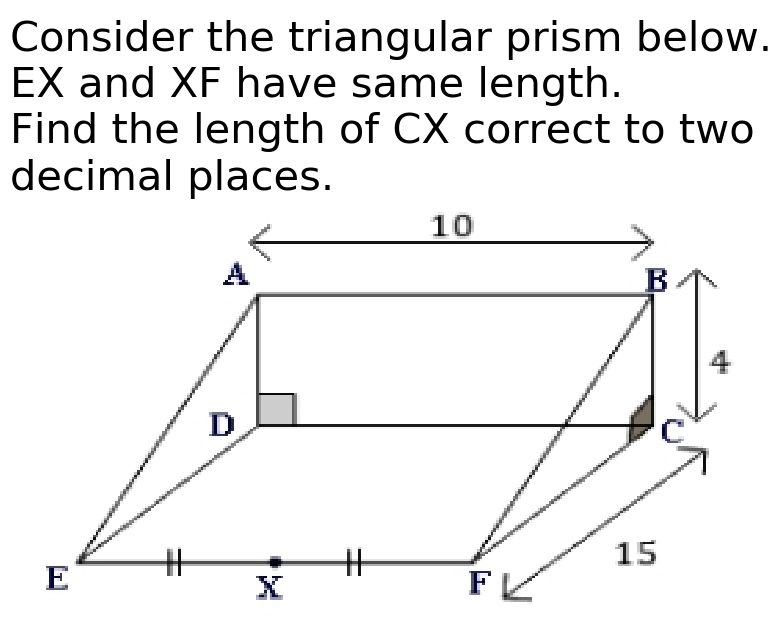 Consider the triangular prism below.
EX and XF have same length.
Find the length of CX correct to two
decimal places.
10
A
B
4
D
C
15
E
X
F